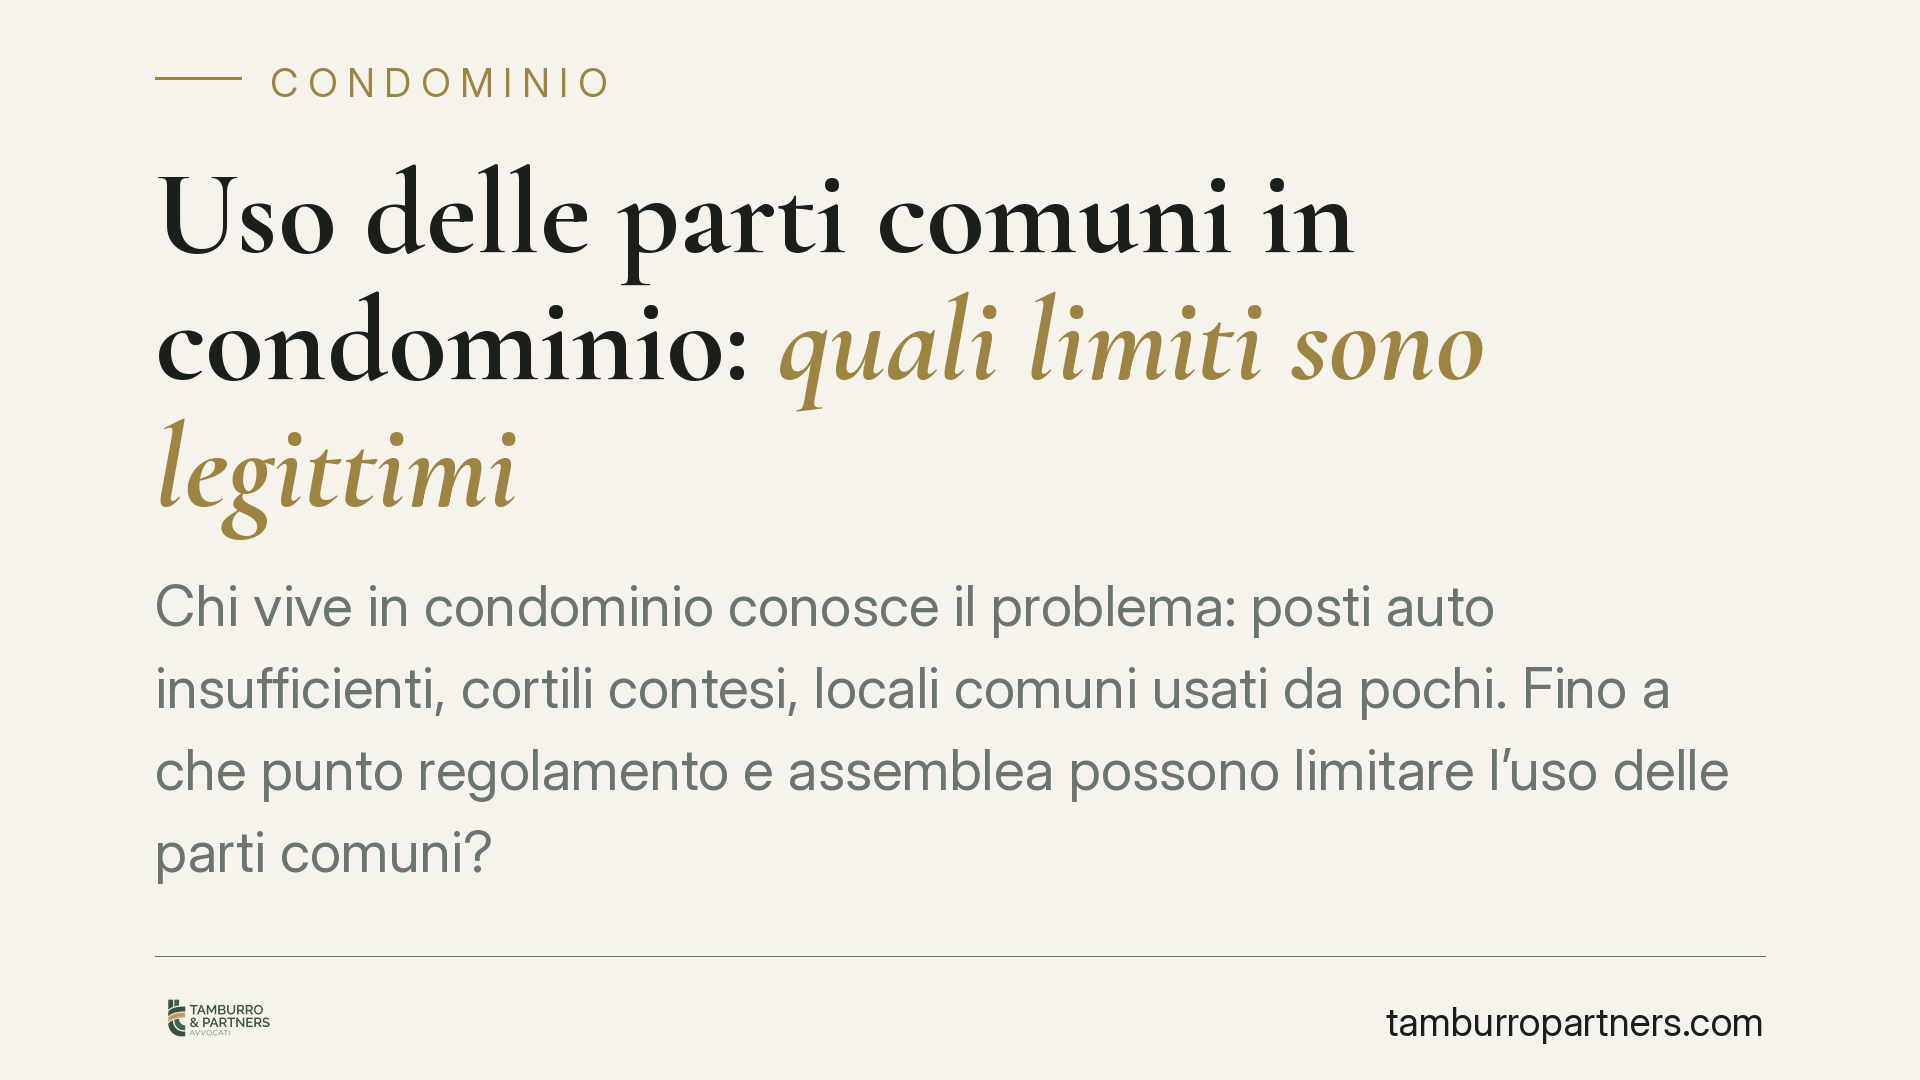 CONDOMINIO
Uso delle parti comuni in
condominio: quali limiti sono
legittimi
Chi vive in condominio conosce il problema: posti auto
insufficienti, cortili contesi, locali comuni usati da pochi. Fino a
che punto regolamento e assemblea possono limitare l’uso delle
parti comuni?
TAMBURRO
& PARTNERS
AVVOCATI
tamburropartners.com